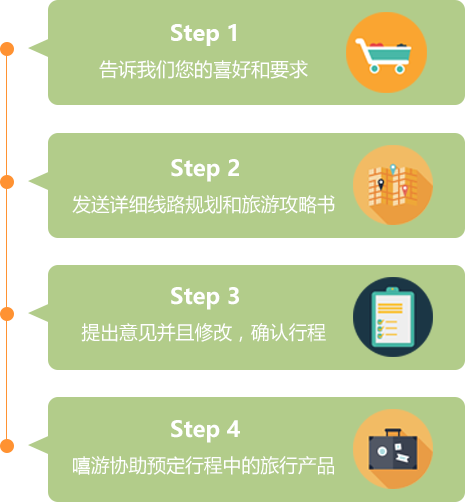 Step 1
告诉我们您的喜好和要求
Step 2
发送详细线路规划和旅游攻略书
Step 3
提出意见并且修改，确认行程
Step 4
嘻游协助预定行程中的旅行产品